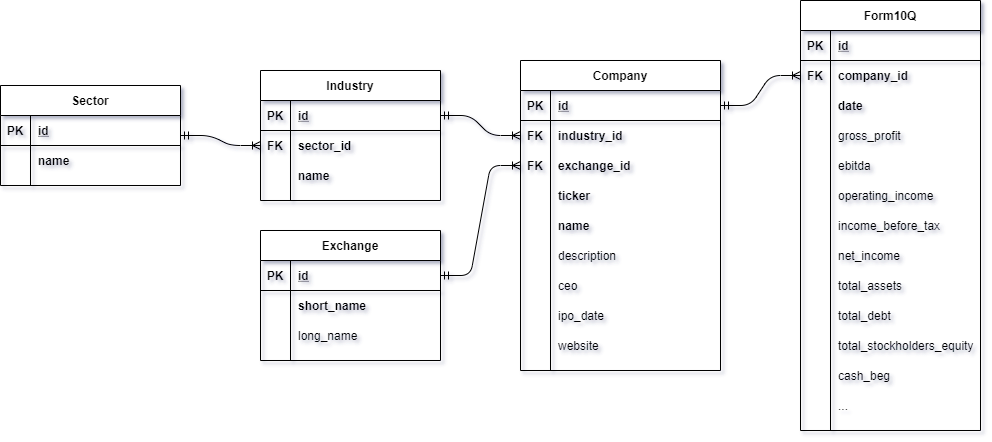 Sector
PK id
name
Industry
PK id
FK sector_id
name
Exchange
PK id
short_name
long_name
Company
PK id
FK industry_id
FK exchange_id
ticker
name
description
ceo
ipo_date
website
Form10Q
PK id
FK company_id
date
gross_profit
ebitda
operating_income
income_before_tax
net_income
total_assets
total_debt
total_stockholders_equity
cash_beg
...